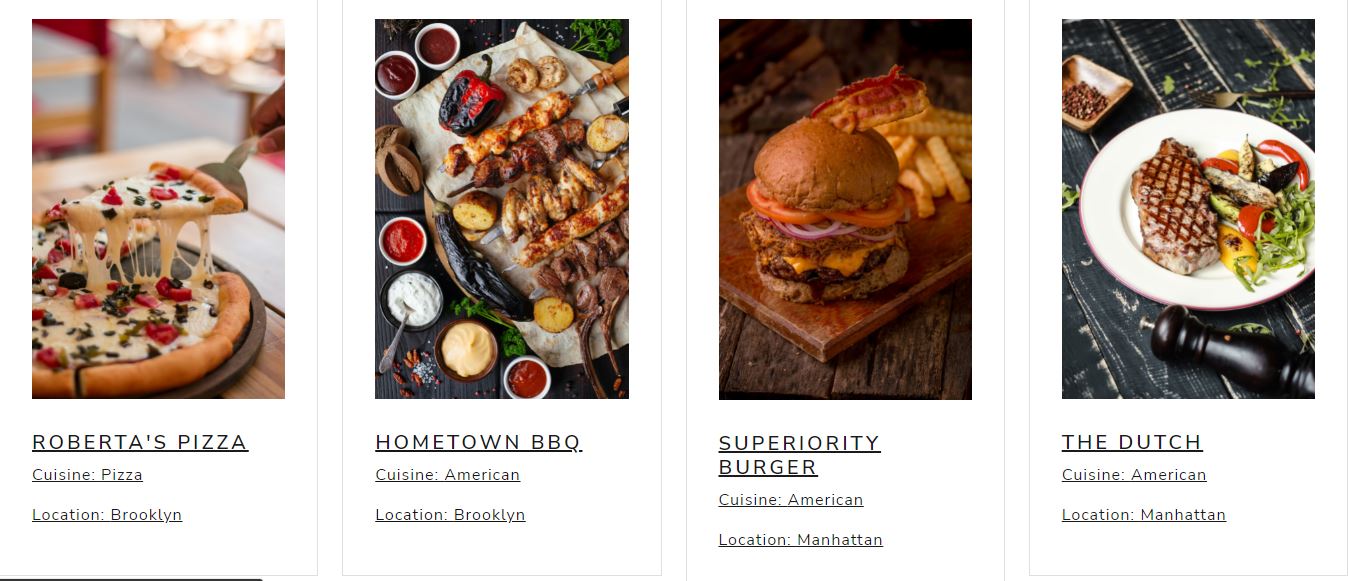 ROBERTA'S PIZZA
Cuisine: Pizza
Location: Brooklyn
HOMETOWN BBQ
Cuisine: American
Location: Brooklyn
SUPERIORITY
BURGER
Cuisine: American
Location: Manhattan
THE DUTCH
Cuisine: American
Location: Manhattan